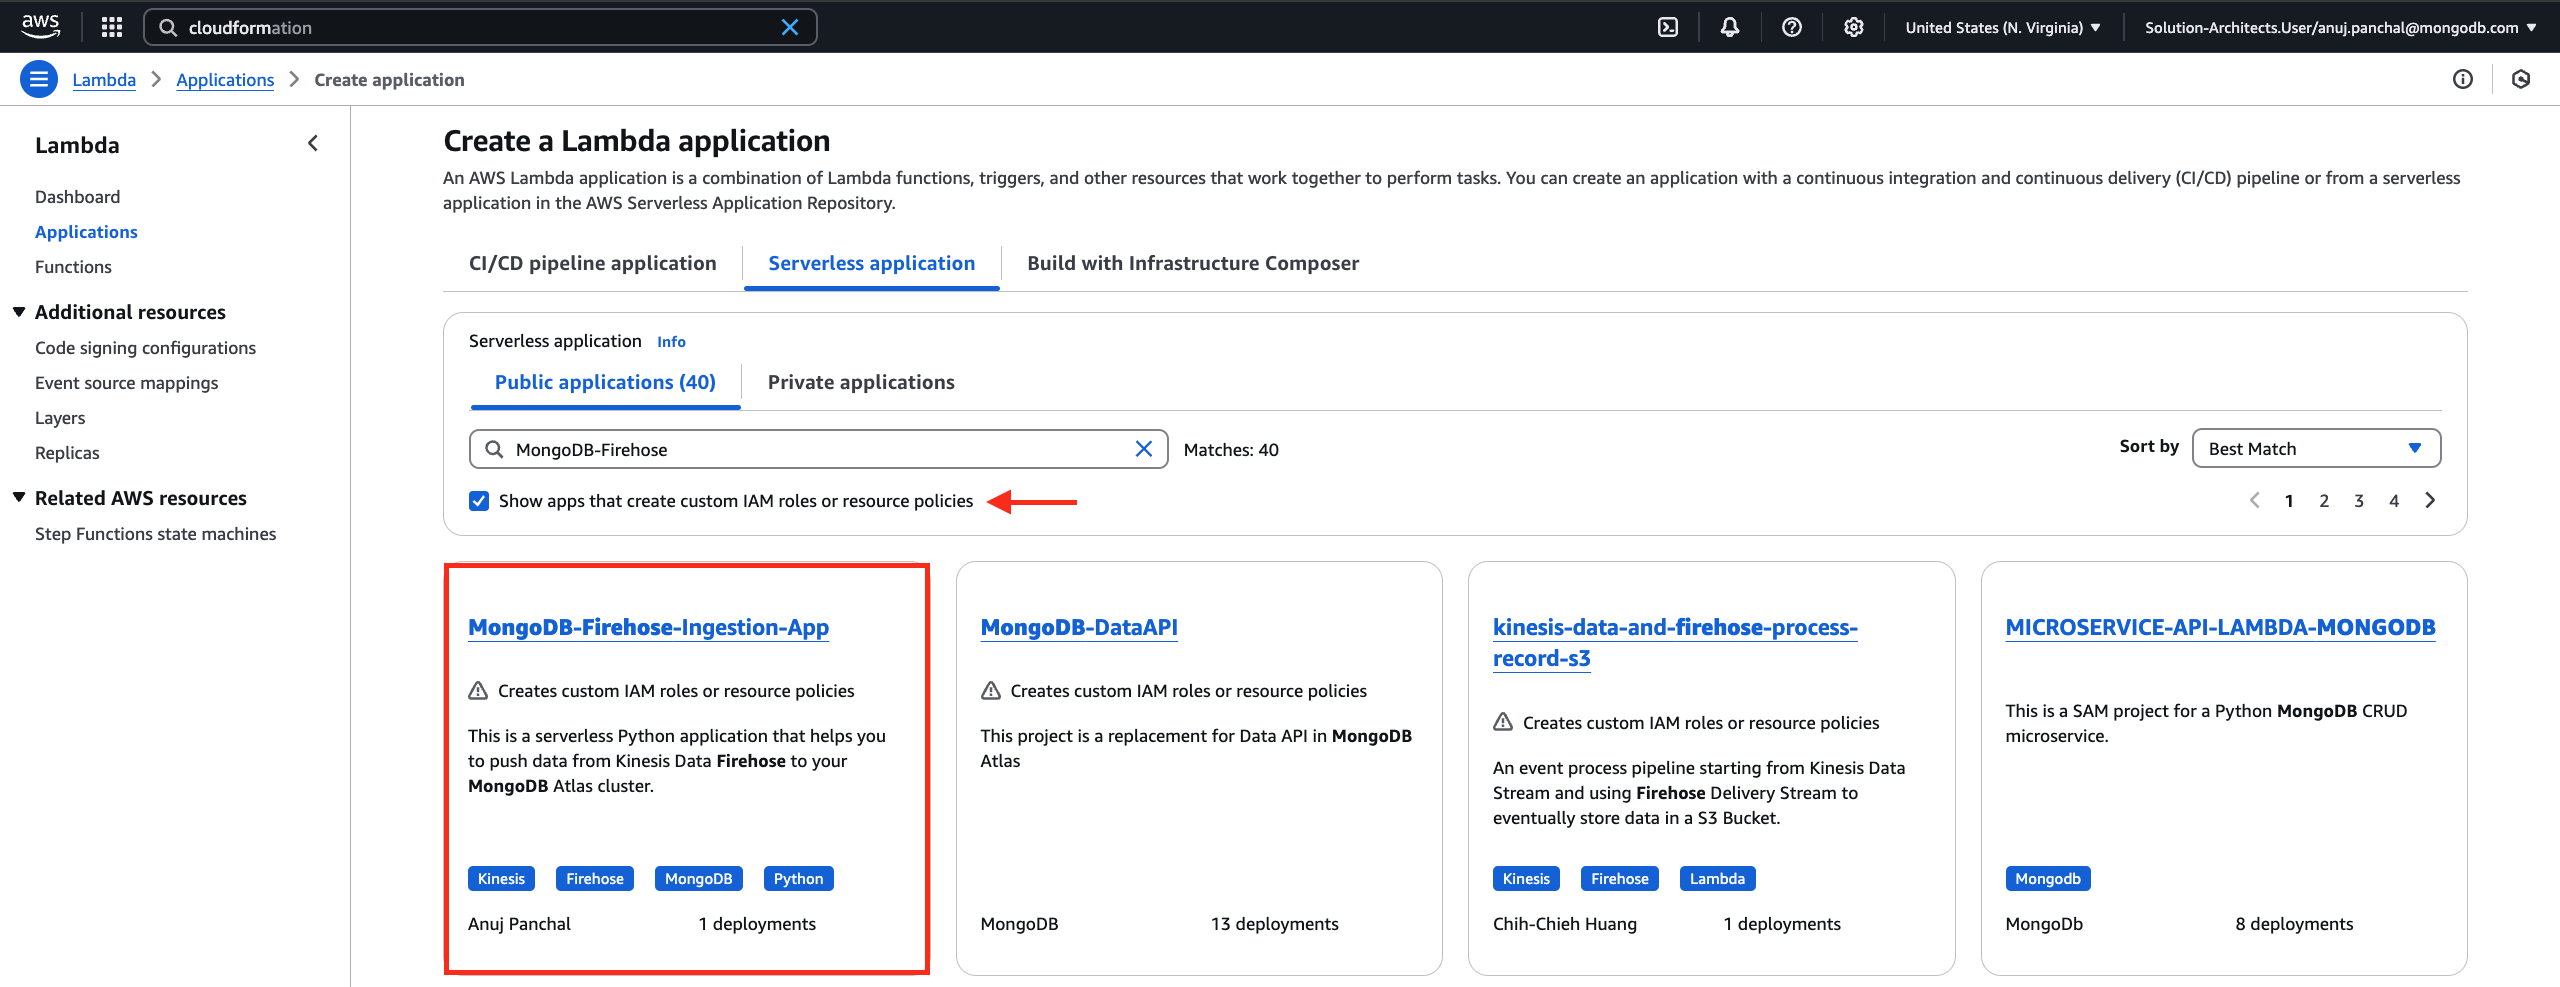 aws
cloudformation
United States (N. Virginia)
Solution-Architects.User/anuj.panchal@mongodb.com
Lambda
Applications
Create application
Lambda
Dashboard
Applications
Functions
Additional resources
Code signing configurations
Event source mappings
Layers
Replicas
Related AWS resources
Step Functions state machines
Create a Lambda application
An AWS Lambda application is a combination of Lambda functions, triggers, and other resources that work together to perform tasks. You can create an application with a continuous integration and continuous delivery (CI/CD) pipeline or from a serverless
application in the AWS Serverless Application Repository.
CI/CD pipeline application
Serverless application
Build with Infrastructure Composer
Serverless application Info
Public applications (40)
Private applications
MongoDB-Firehose
Matches: 40
Sort by
Best Match
Show apps that create custom IAM roles or resource policies
1 2 3 4
MongoDB-Firehose-Ingestion-App
Creates custom IAM roles or resource policies
This is a serverless Python application that helps you
to push data from Kinesis Data Firehose to your
MongoDB Atlas cluster.
Kinesis Firehose MongoDB Python
Anuj Panchal 1 deployments
MongoDB-DataAPI
Creates custom IAM roles or resource policies
This project is a replacement for Data API in MongoDB
Atlas
MongoDB 13 deployments
kinesis-data-and-firehose-process-
record-s3
Creates custom IAM roles or resource policies
An event process pipeline starting from Kinesis Data
Stream and using Firehose Delivery Stream to
eventually store data in a S3 Bucket.
Kinesis Firehose Lambda
Chih-Chieh Huang 1 deployments
MICROSERVICE-API-LAMBDA-MONGODB
This is a SAM project for a Python MongoDB CRUD
microservice.
Mongodb
MongoDb 8 deployments